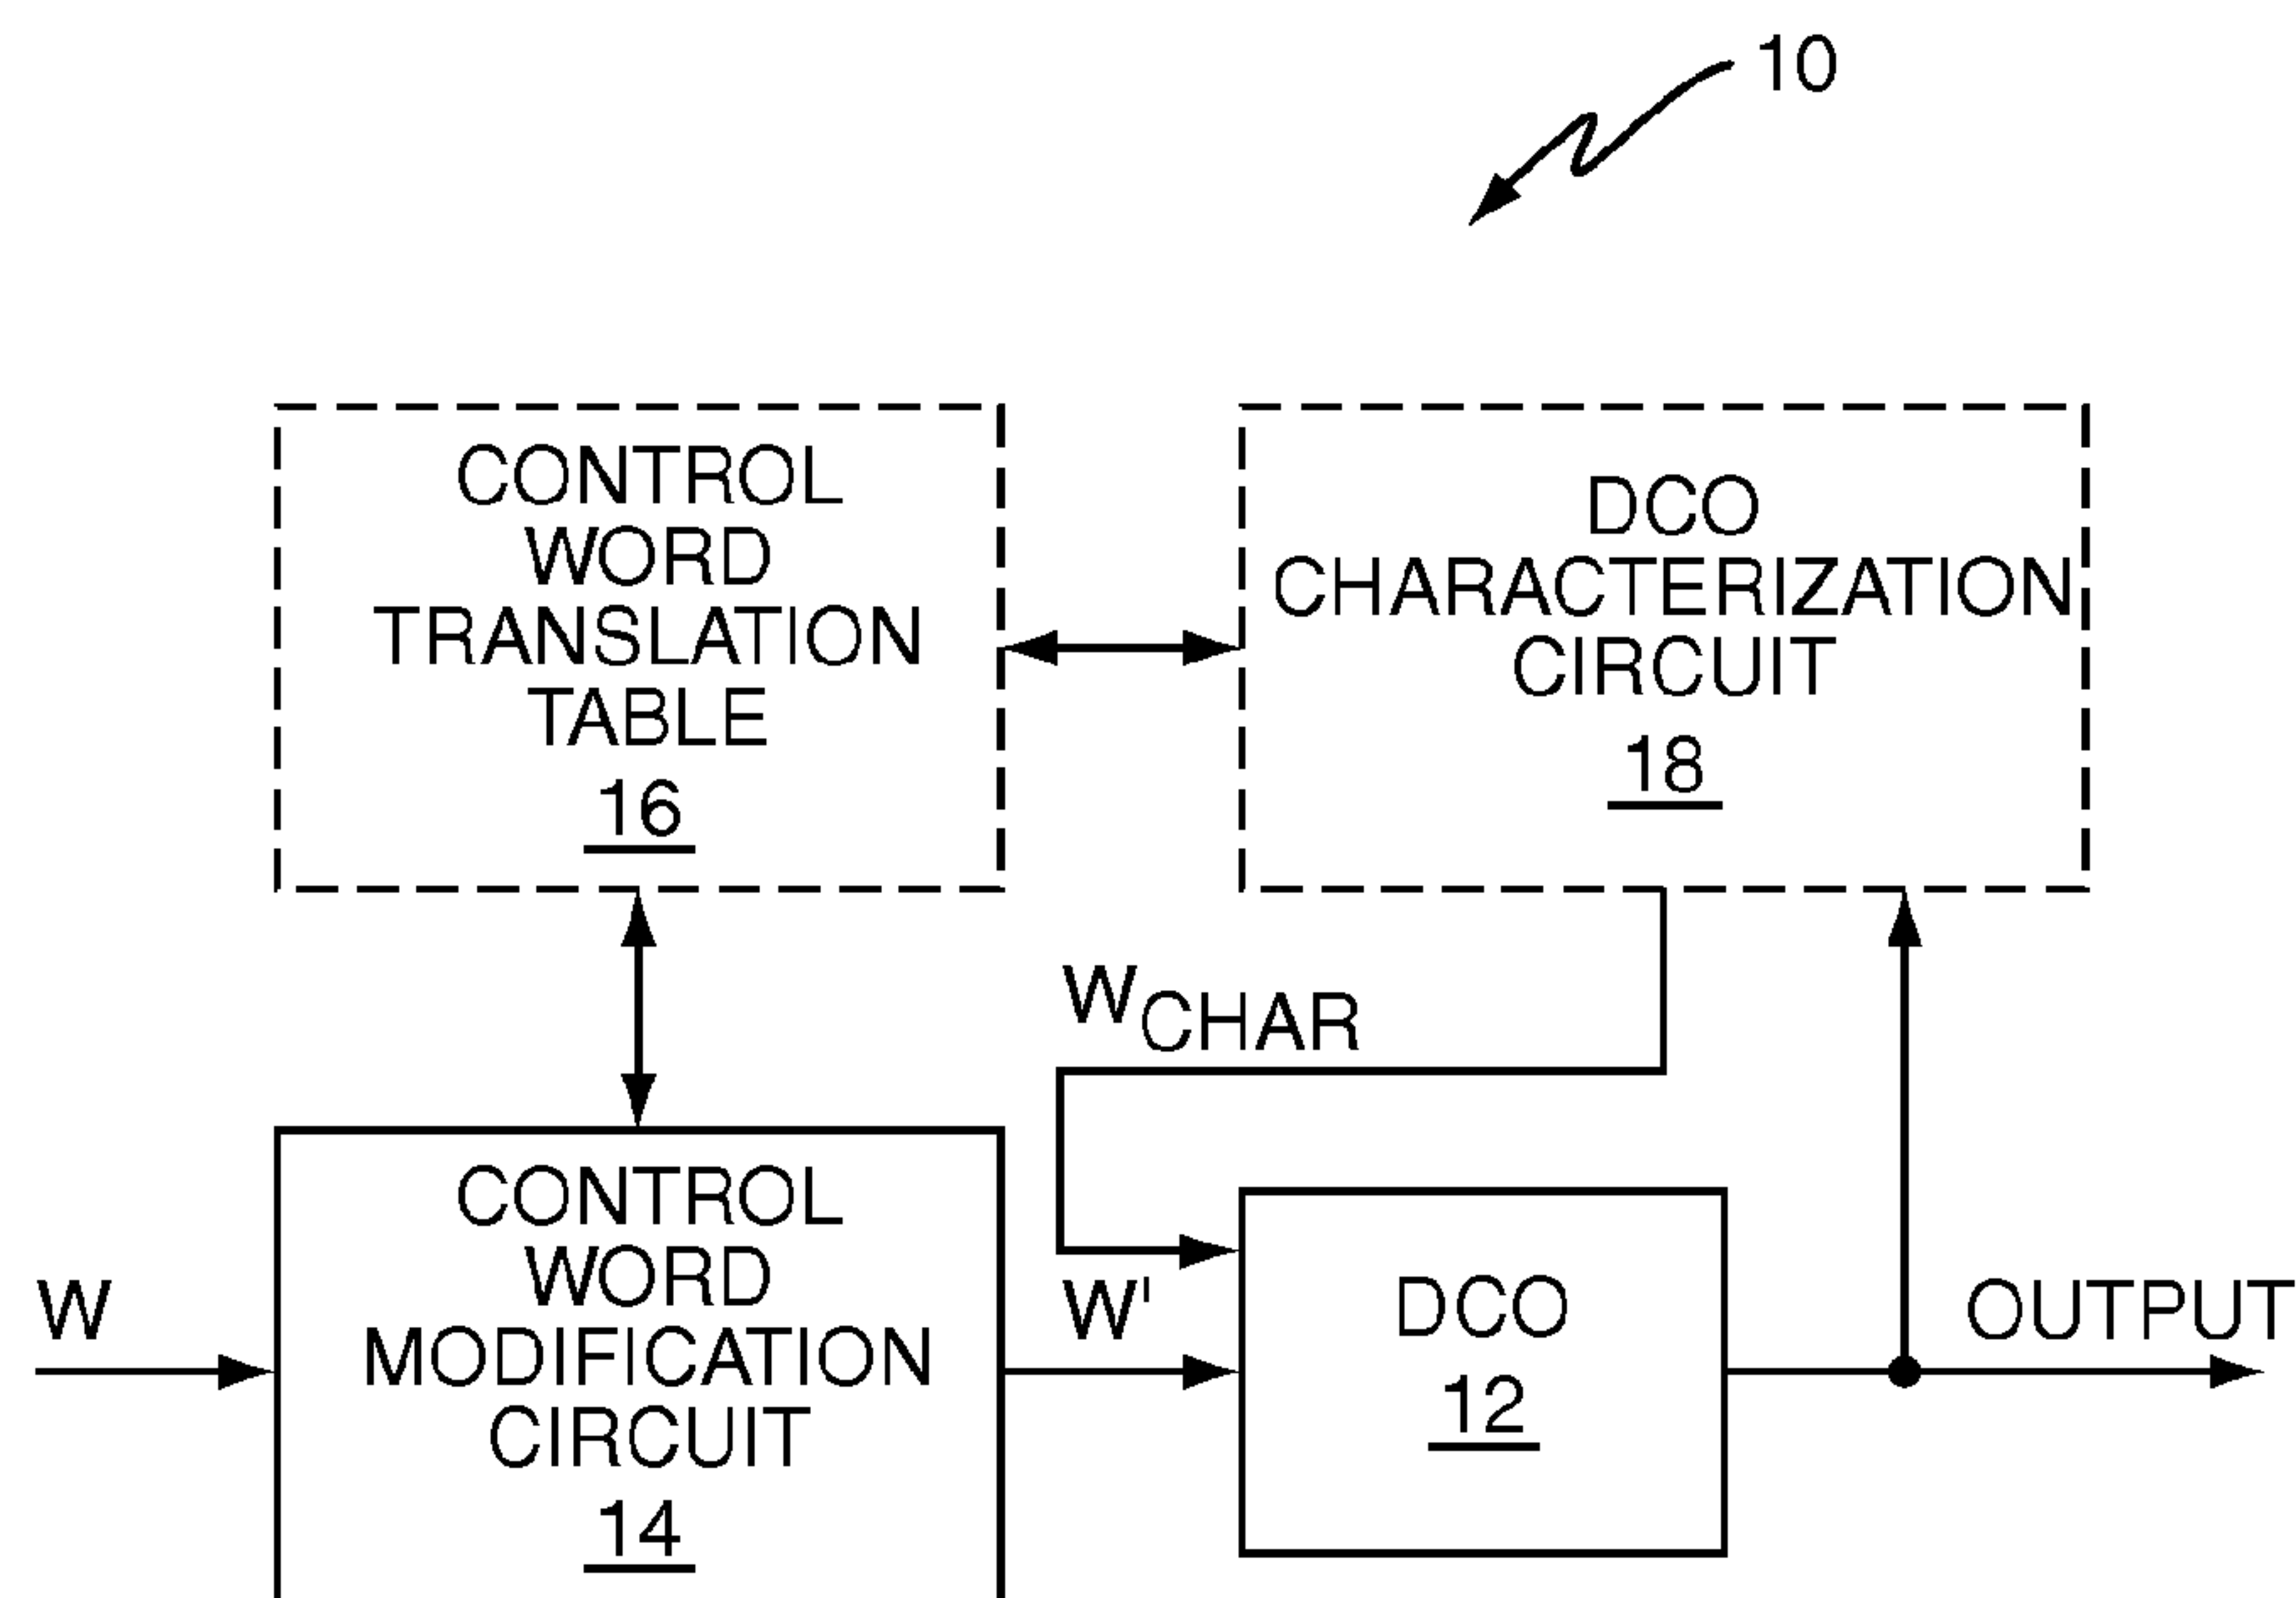 10
CONTROL
WORD
TRANSLATION
TABLE
16
DCO
CHARACTERIZATION
CIRCUIT
18
WCHAR
W
CONTROL
WORD
MODIFICATION
CIRCUIT
14
W'
DCO
12
OUTPUT